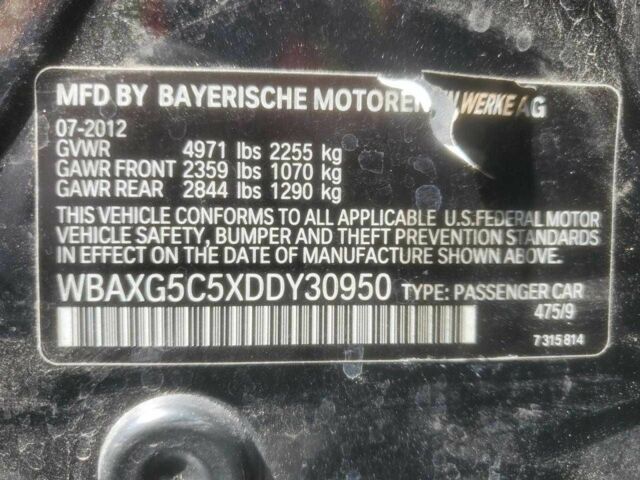 MFD BY BAYERISCHE MOTOREN WERKE AG
07-2012
GVWR 4971 lbs 2255 kg
GAWR FRONT 2359 lbs 1070 kg
GAWR REAR 2844 lbs 1290 kg
THIS VEHICLE CONFORMS TO ALL APPLICABLE U.S.FEDERAL MOTOR
VEHICLE SAFETY, BUMPER AND THEFT PREVENTION STANDARDS
IN EFFECT ON THE DATE OF MANUFACTURE SHOWN ABOVE.
WBAXG5C5XDDY30950 TYPE: PASSENGER CAR
475/9
7 315 814